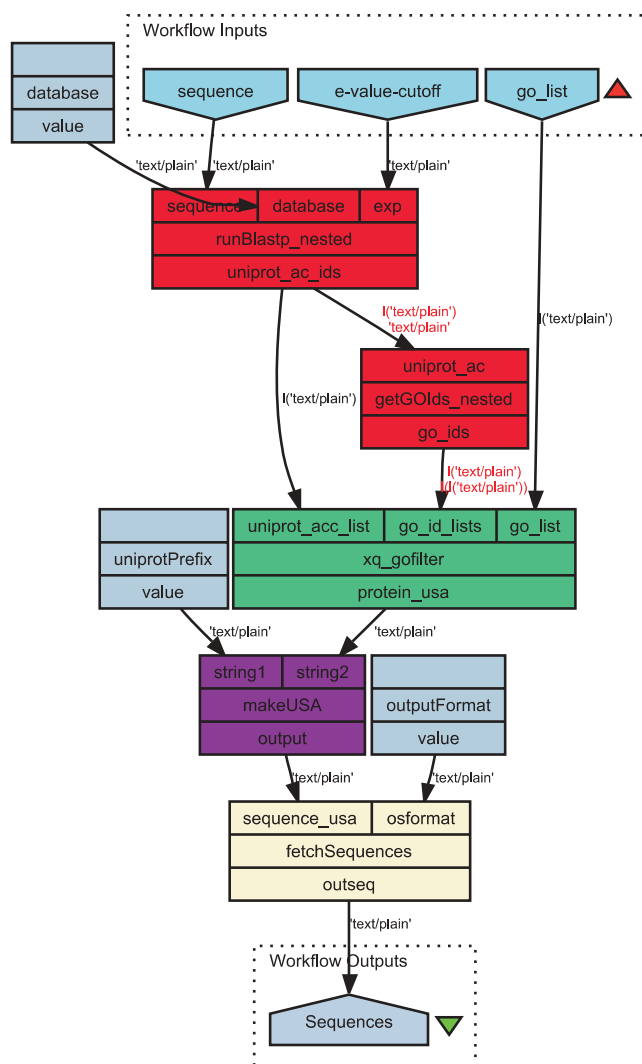 Workflow Inputs
database
value
sequence
e-value-cutoff
go_list
'text/plain'
'text/plain'
'text/plain'
sequence
database
exp
runBlastp_nested
uniprot_ac_ids
l('text/plain')
'text/plain'
l('text/plain')
uniprot_ac
getGOIds_nested
go_ids
l('text/plain')
l('text/plain')
l(l('text/plain'))
uniprotPrefix
value
uniprot_acc_list
go_id_lists
go_list
xq_gofilter
protein_usa
'text/plain'
'text/plain'
string1
string2
makeUSA
output
outputFormat
value
'text/plain'
'text/plain'
sequence_usa
osformat
fetchSequences
outseq
'text/plain'
Workflow Outputs
Sequences